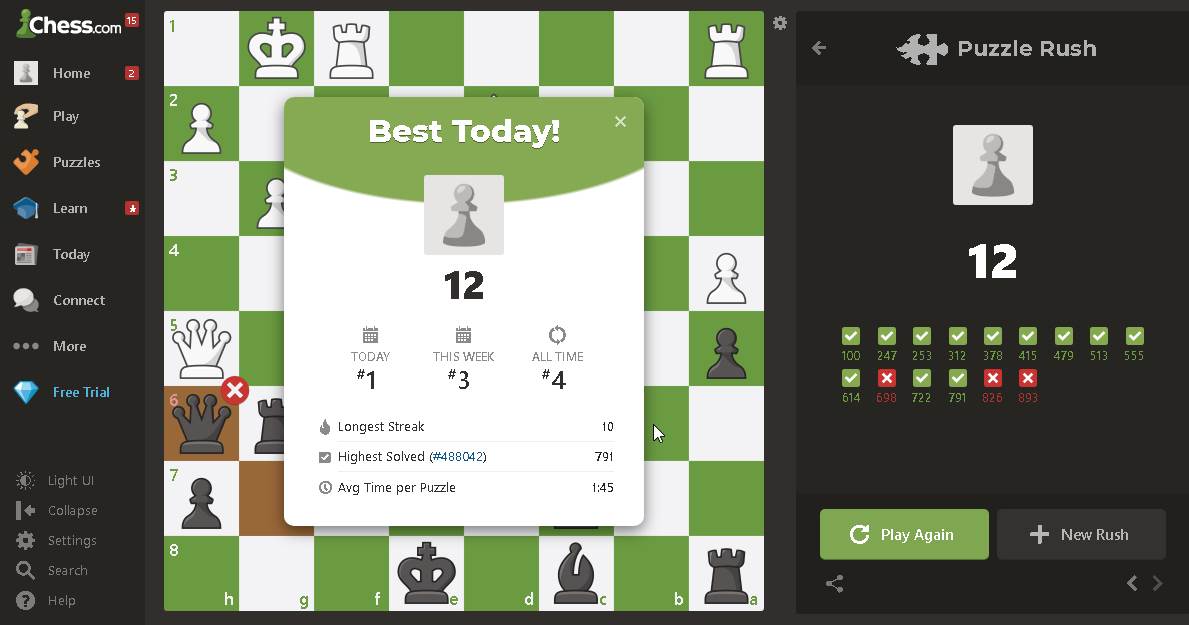 Chess.com 15
Home 2
Play
Puzzles
Learn
Today
Connect
More
Free Trial
Light UI
Collapse
Settings
Search
Help
1
2
3
4
5
6
7
8
h g f e d c b a
Best Today!
12
TODAY THIS WEEK ALL TIME
#1 #3 #4
Longest Streak 10
Highest Solved (#488042) 791
Avg Time per Puzzle 1:45
Puzzle Rush
12
100 247 253 312 378 415 479 513 555
614 698 722 791 826 893
Play Again
New Rush